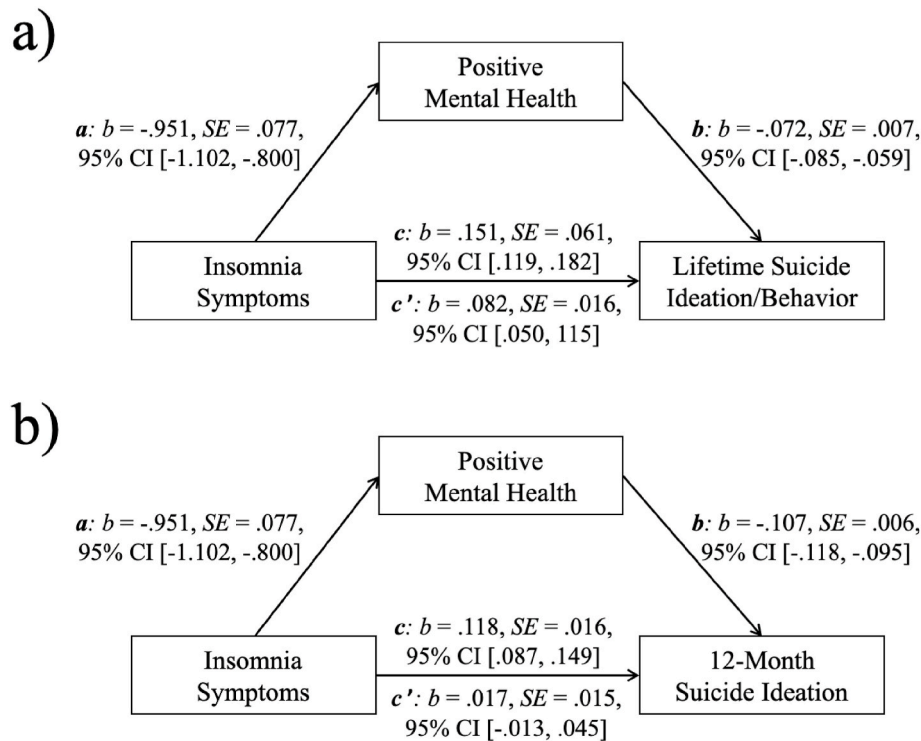 a)
Positive
Mental Health
a: b = -.951, SE = .077,
95% CI [-1.102, -.800]
b: b = -.072, SE = .007,
95% CI [-.085, -.059]
c: b = .151, SE = .061,
95% CI [.119, .182]
Insomnia
Symptoms
Lifetime Suicide
Ideation/Behavior
c': b = .082, SE = .016,
95% CI [.050, 115]
b)
Positive
Mental Health
a: b = -.951, SE = .077,
95% CI [-1.102, -.800]
b: b = -.107, SE = .006,
95% CI [-.118, -.095]
c: b = .118, SE = .016,
95% CI [.087, .149]
Insomnia
Symptoms
12-Month
Suicide Ideation
c': b = .017, SE = .015,
95% CI [-.013, .045]